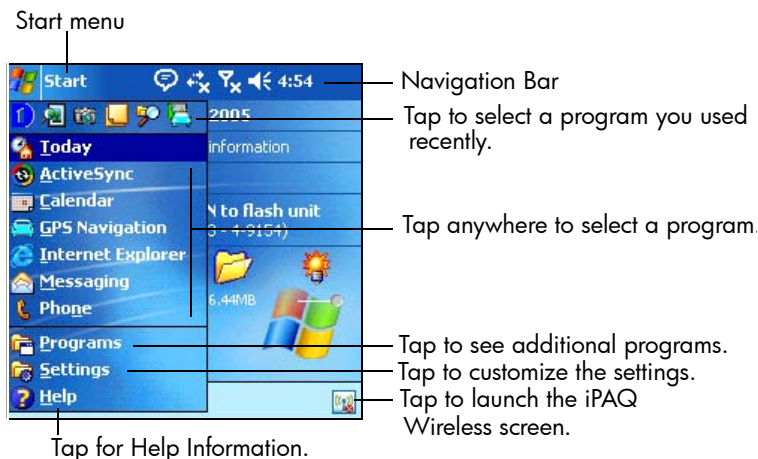 Start menu
Start 4:54
Navigation Bar
2005
Tap to select a program you used
recently.
Today
information
ActiveSync
Calendar
N to flash unit
GPS Navigation
3 - 4-9154)
Tap anywhere to select a program.
Internet Explorer
Messaging
Phone
6.44MB
Programs
Tap to see additional programs.
Settings
Tap to customize the settings.
Help
Tap to launch the iPAQ
Wireless screen.
Tap for Help Information.